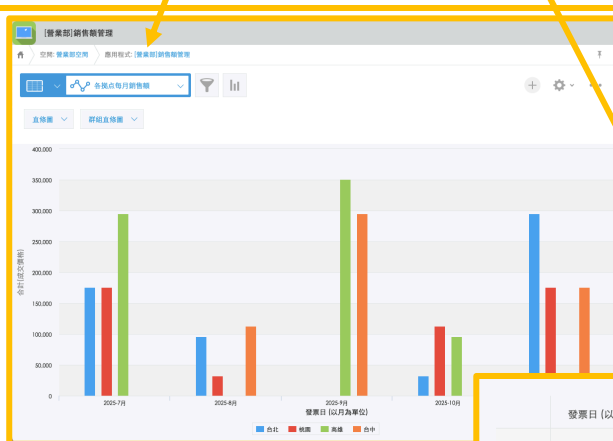 [營業部]銷售額管理
空間: 營業部空間 應用程式: [營業部]銷售額管理
各拠点每月銷售額
直條圖 群組直條圖
400,000
350,000
300,000
250,000
200,000
150,000
100,000
50,000
0
合計(成交價格)
2025-7月 2025-8月 2025-9月 2025-10月
發票日 (以月為單位)
台北 桃園 高雄 台中
發票日 (以